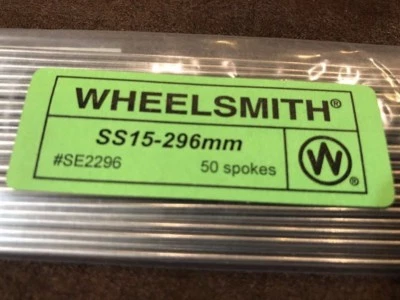 WHEELSMITH®
SS15-296mm
#SE2296 50 spokes
W®